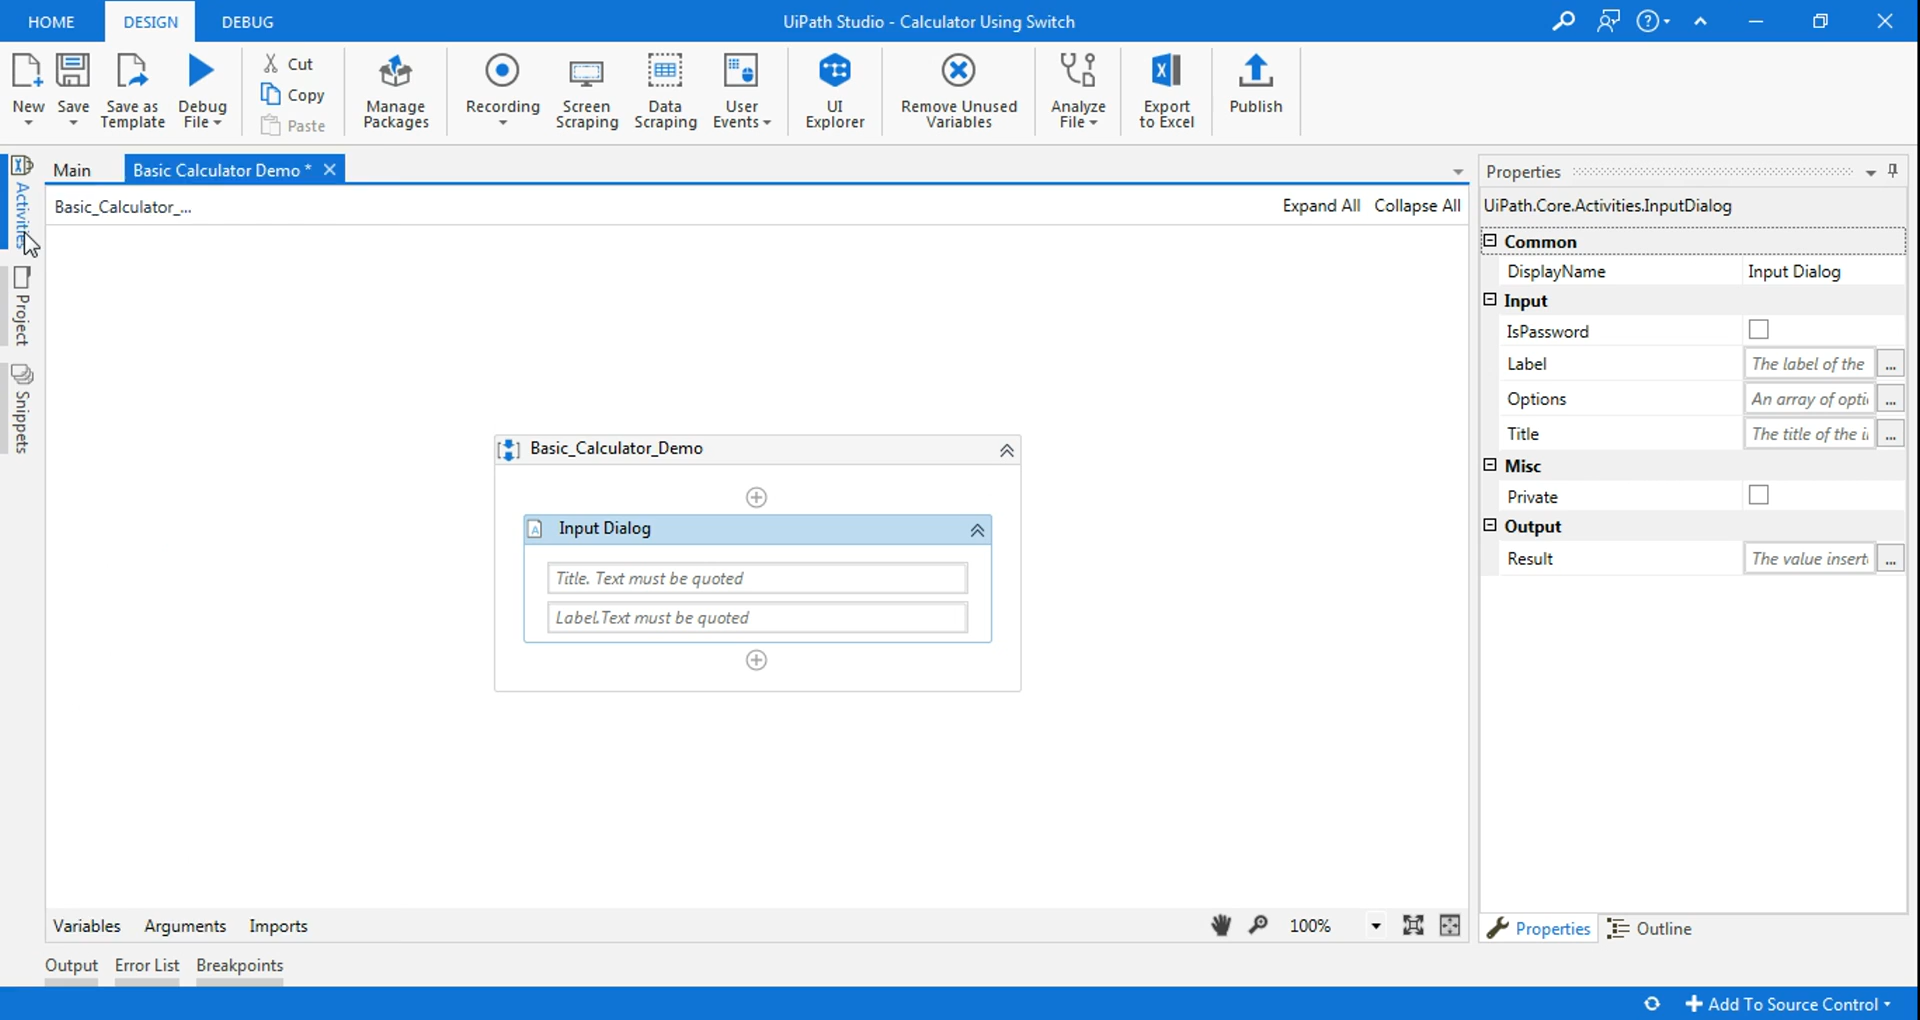 HOME DESIGN DEBUG UiPath Studio - Calculator Using Switch
New Save Save as Template Debug File
Cut
Copy
Paste
Manage Packages
Recording Screen Scraping Data Scraping User Events
UI Explorer
Remove Unused Variables
Analyze File
Export to Excel
Publish
Activities
Project
Snippets
Main Basic Calculator Demo *
Basic_Calculator_... Expand All Collapse All
Basic_Calculator_Demo
Input Dialog
Title. Text must be quoted
Label.Text must be quoted
Properties
UiPath.Core.Activities.InputDialog
Common
DisplayName Input Dialog
Input
IsPassword
Label The label of the ...
Options An array of opti ...
Title The title of the i ...
Misc
Private
Output
Result The value insert ...
Variables Arguments Imports 100%
Properties Outline
Output Error List Breakpoints
Add To Source Control